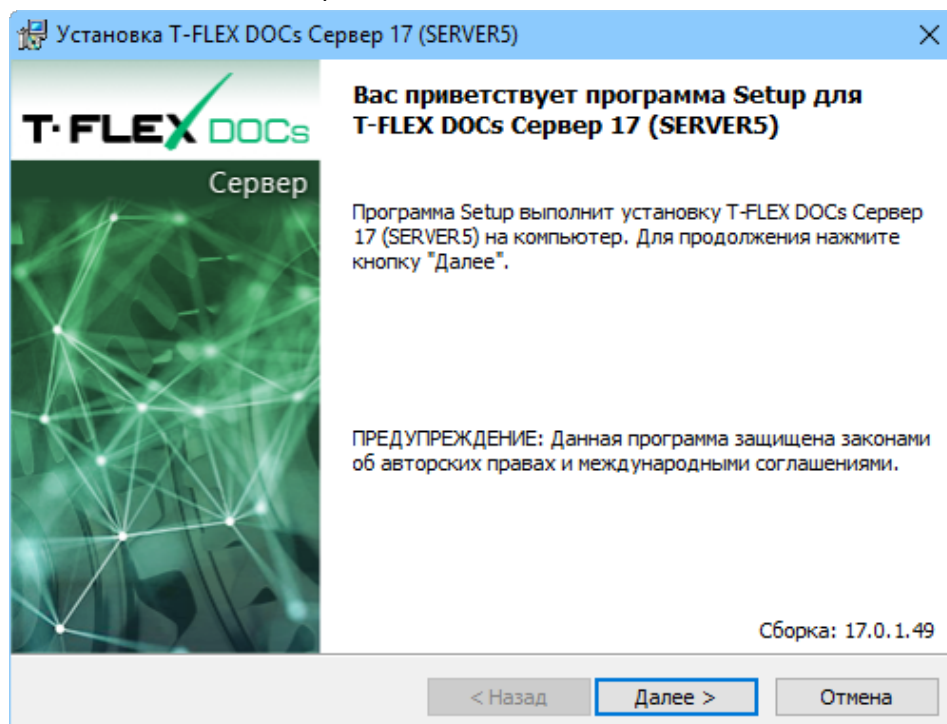 Установка T-FLEX DOCs Сервер 17 (SERVER5)
T-FLEX DOCs
Сервер
Вас приветствует программа Setup для
T-FLEX DOCs Сервер 17 (SERVER5)
Программа Setup выполнит установку T-FLEX DOCs Сервер
17 (SERVER5) на компьютер. Для продолжения нажмите
кнопку "Далее".
ПРЕДУПРЕЖДЕНИЕ: Данная программа защищена законами
об авторских правах и международными соглашениями.
Сборка: 17.0.1.49
< Назад
Далее >
Отмена